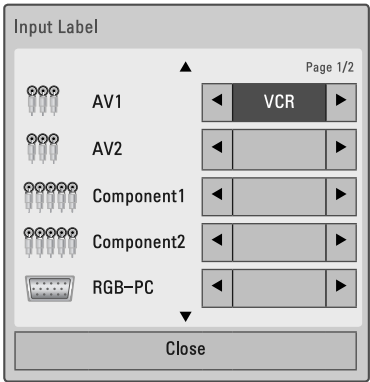 Input Label
Page 1/2
AV1 VCR
AV2
Component1
Component2
RGB-PC
Close